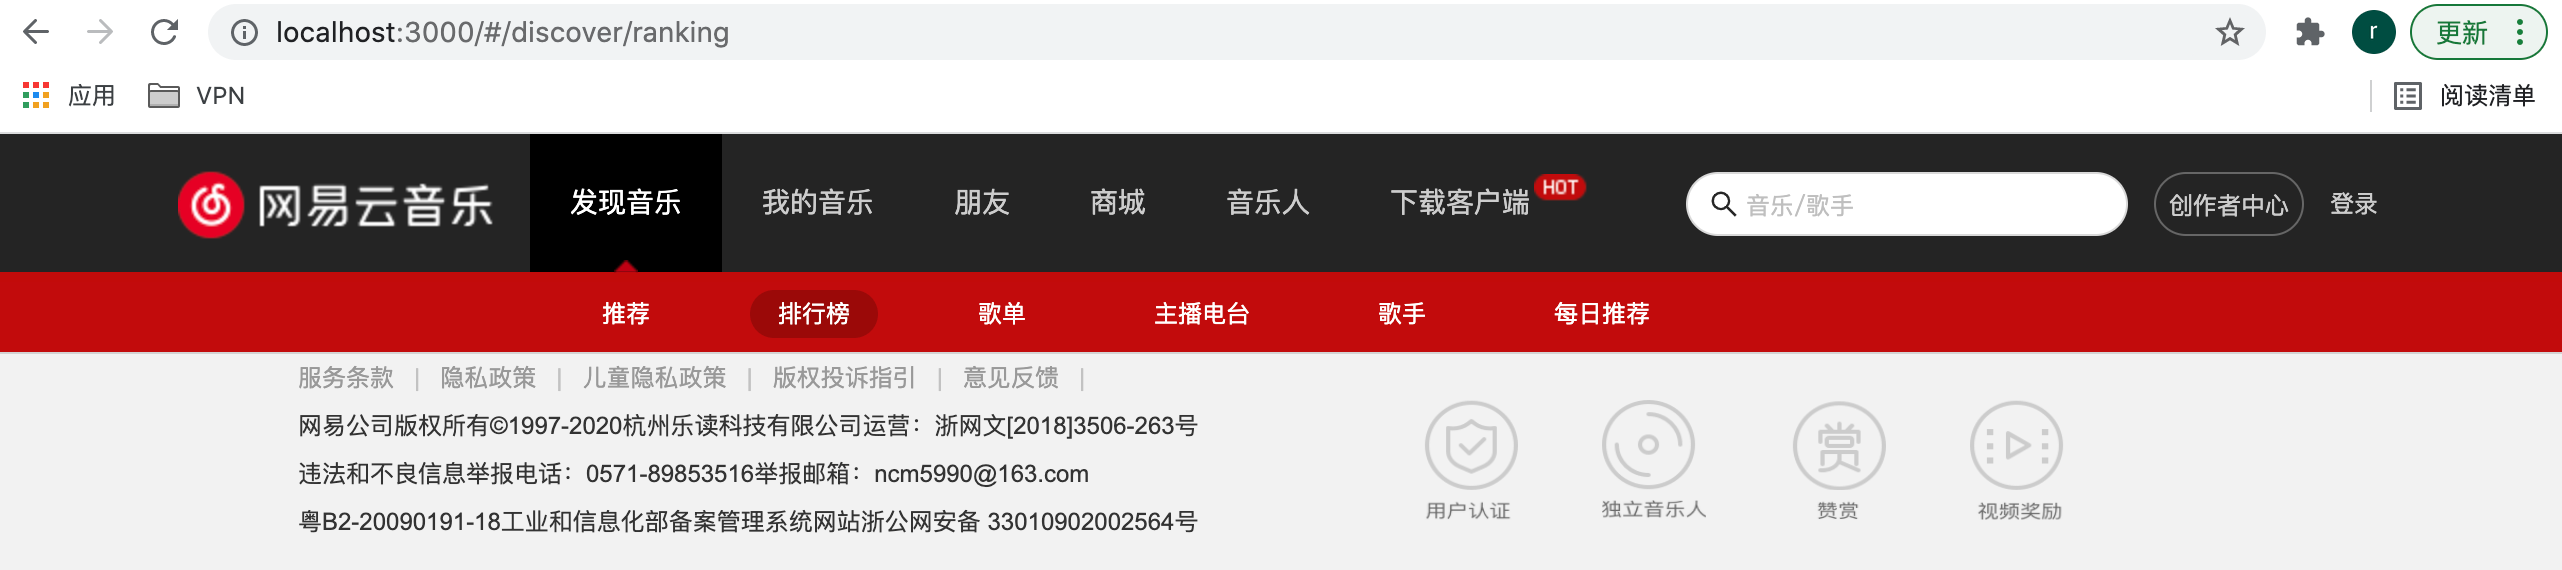 localhost:3000/#/discover/ranking
r
更新
应用
VPN
阅读清单
网易云音乐
发现音乐
我的音乐
朋友
商城
音乐人
下载客户端
HOT
音乐/歌手
创作者中心
登录
推荐
排行榜
歌单
主播电台
歌手
每日推荐
服务条款 | 隐私政策 | 儿童隐私政策 | 版权投诉指引 | 意见反馈 |
网易公司版权所有©1997-2020杭州乐读科技有限公司运营：浙网文[2018]3506-263号
违法和不良信息举报电话：0571-89853516举报邮箱：ncm5990@163.com
粤B2-20090191-18工业和信息化部备案管理系统网站浙公网安备 33010902002564号
用户认证
独立音乐人
赏
赞赏
视频奖励